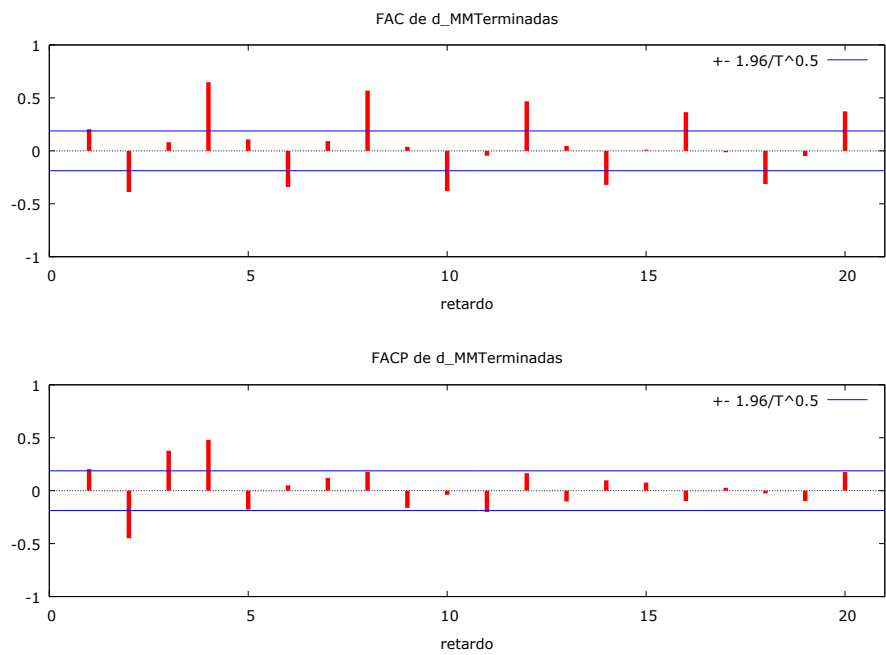 FAC de d_MMTerminadas
1
+- 1.96/T^0.5
0.5
0
-0.5
-1
0 5 10 15 20
retardo
FACP de d_MMTerminadas
1
+- 1.96/T^0.5
0.5
0
-0.5
-1
0 5 10 15 20
retardo